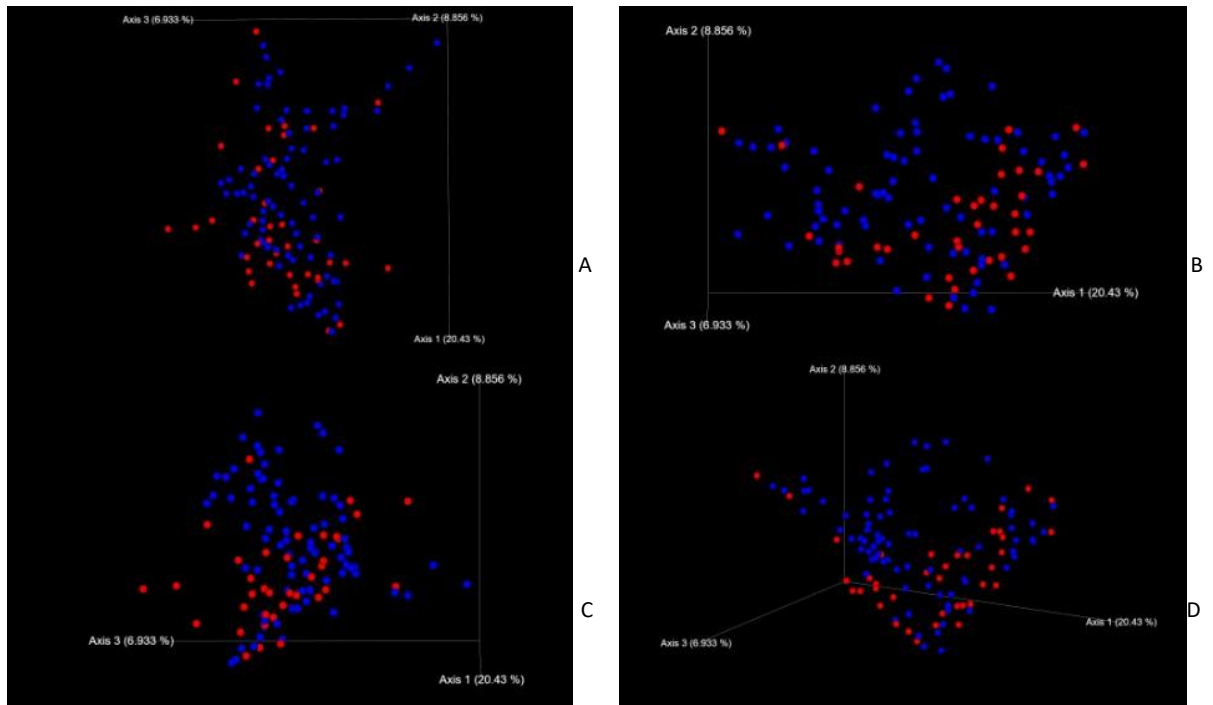 Axis 3 (6.933 %)
Axis 2 (8.856 %)
Axis 1 (20.43 %)
A
Axis 2 (8.856 %)
Axis 1 (20.43 %)
Axis 3 (6.933 %)
B
Axis 2 (8.856 %)
Axis 3 (6.933 %)
Axis 1 (20.43 %)
C
Axis 2 (8.856 %)
Axis 1 (20.43 %)
Axis 3 (6.933 %)
D